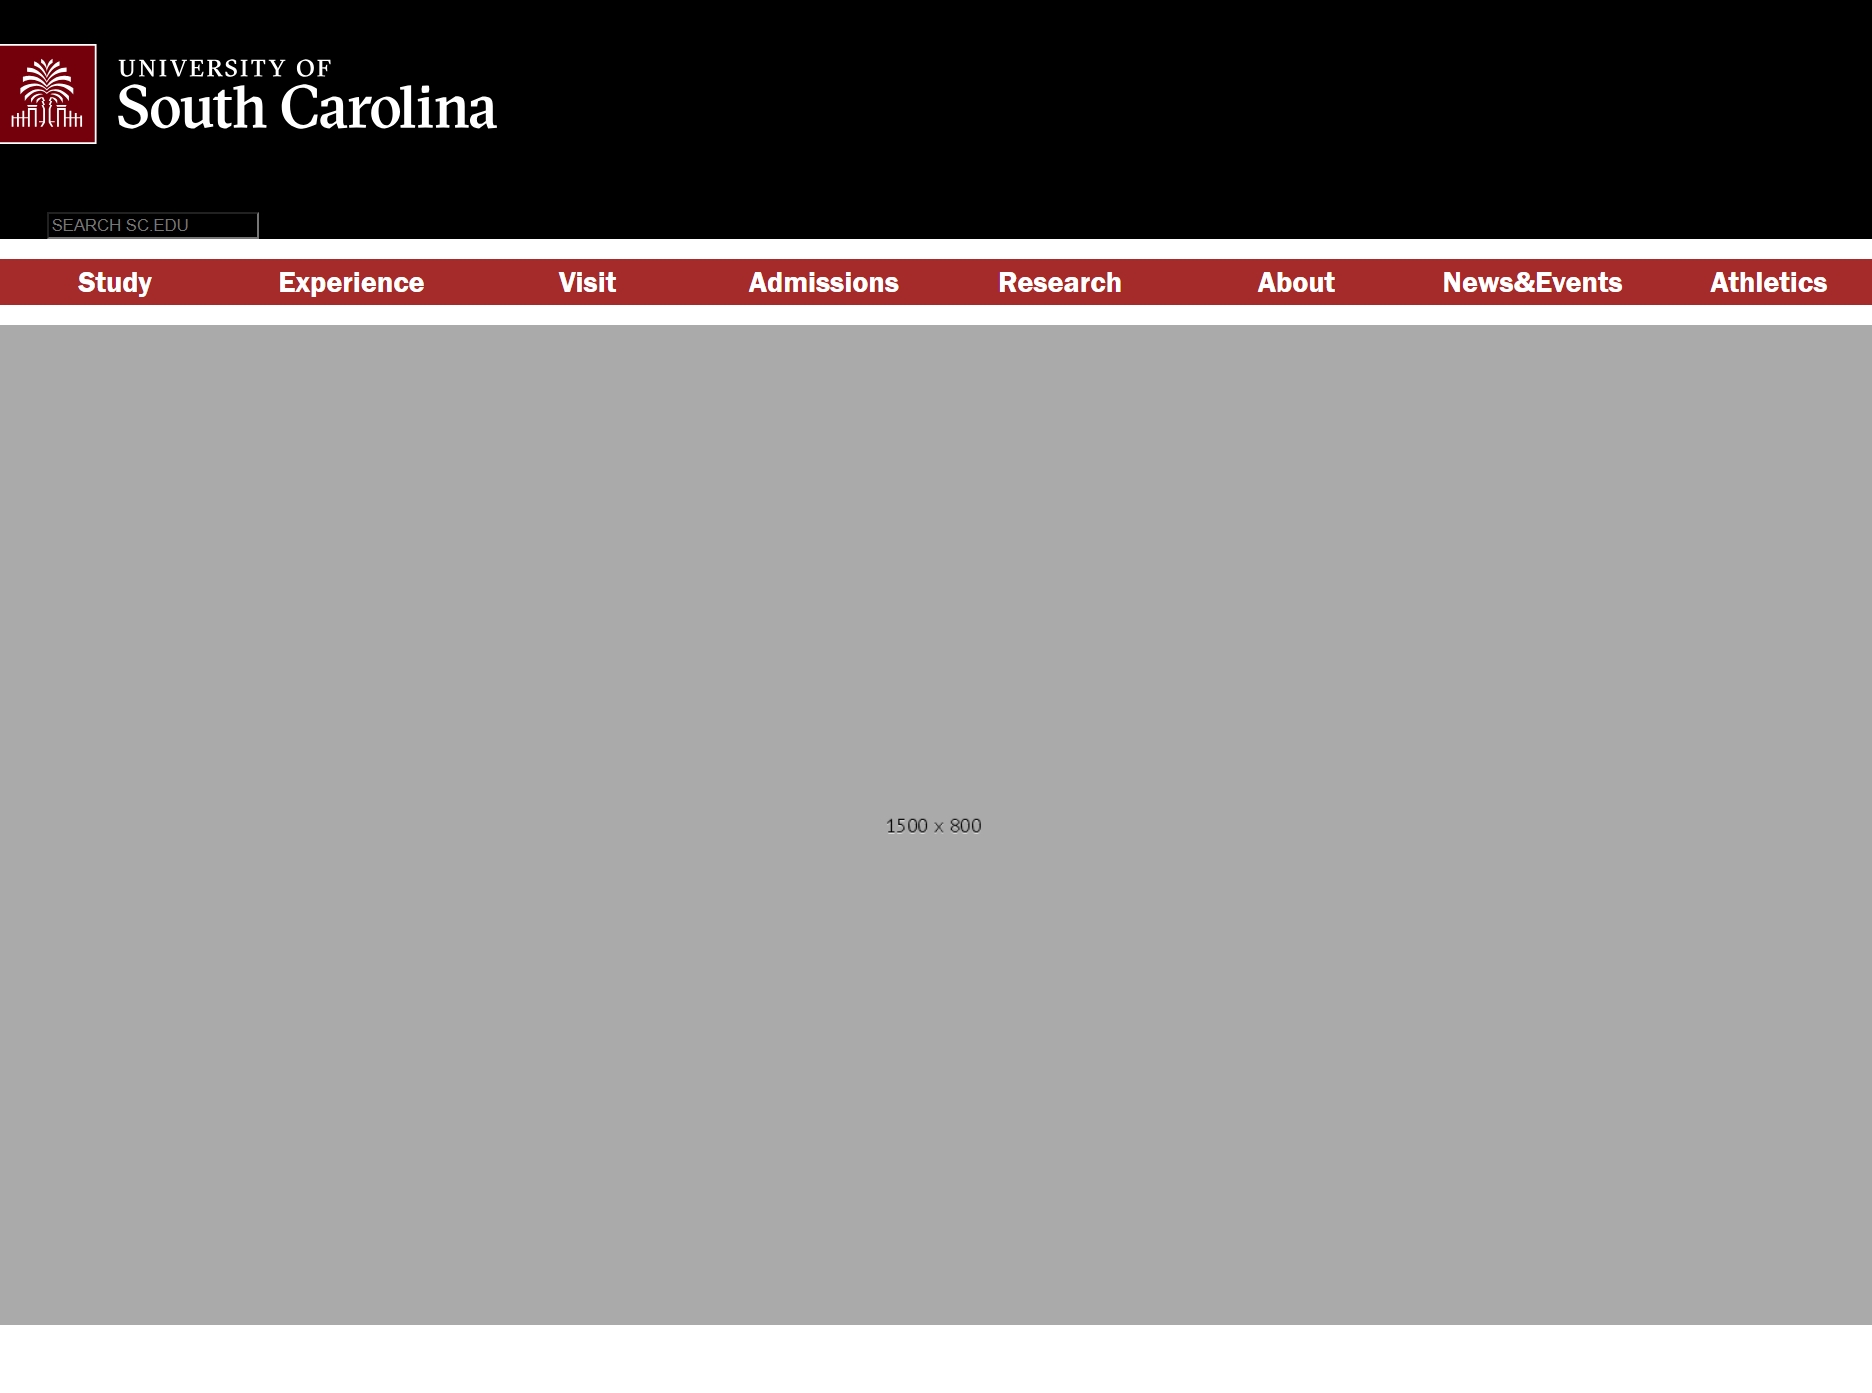 UNIVERSITY OF
South Carolina
SEARCH SC.EDU
Study Experience Visit Admissions Research About News&Events Athletics
1500 x 800